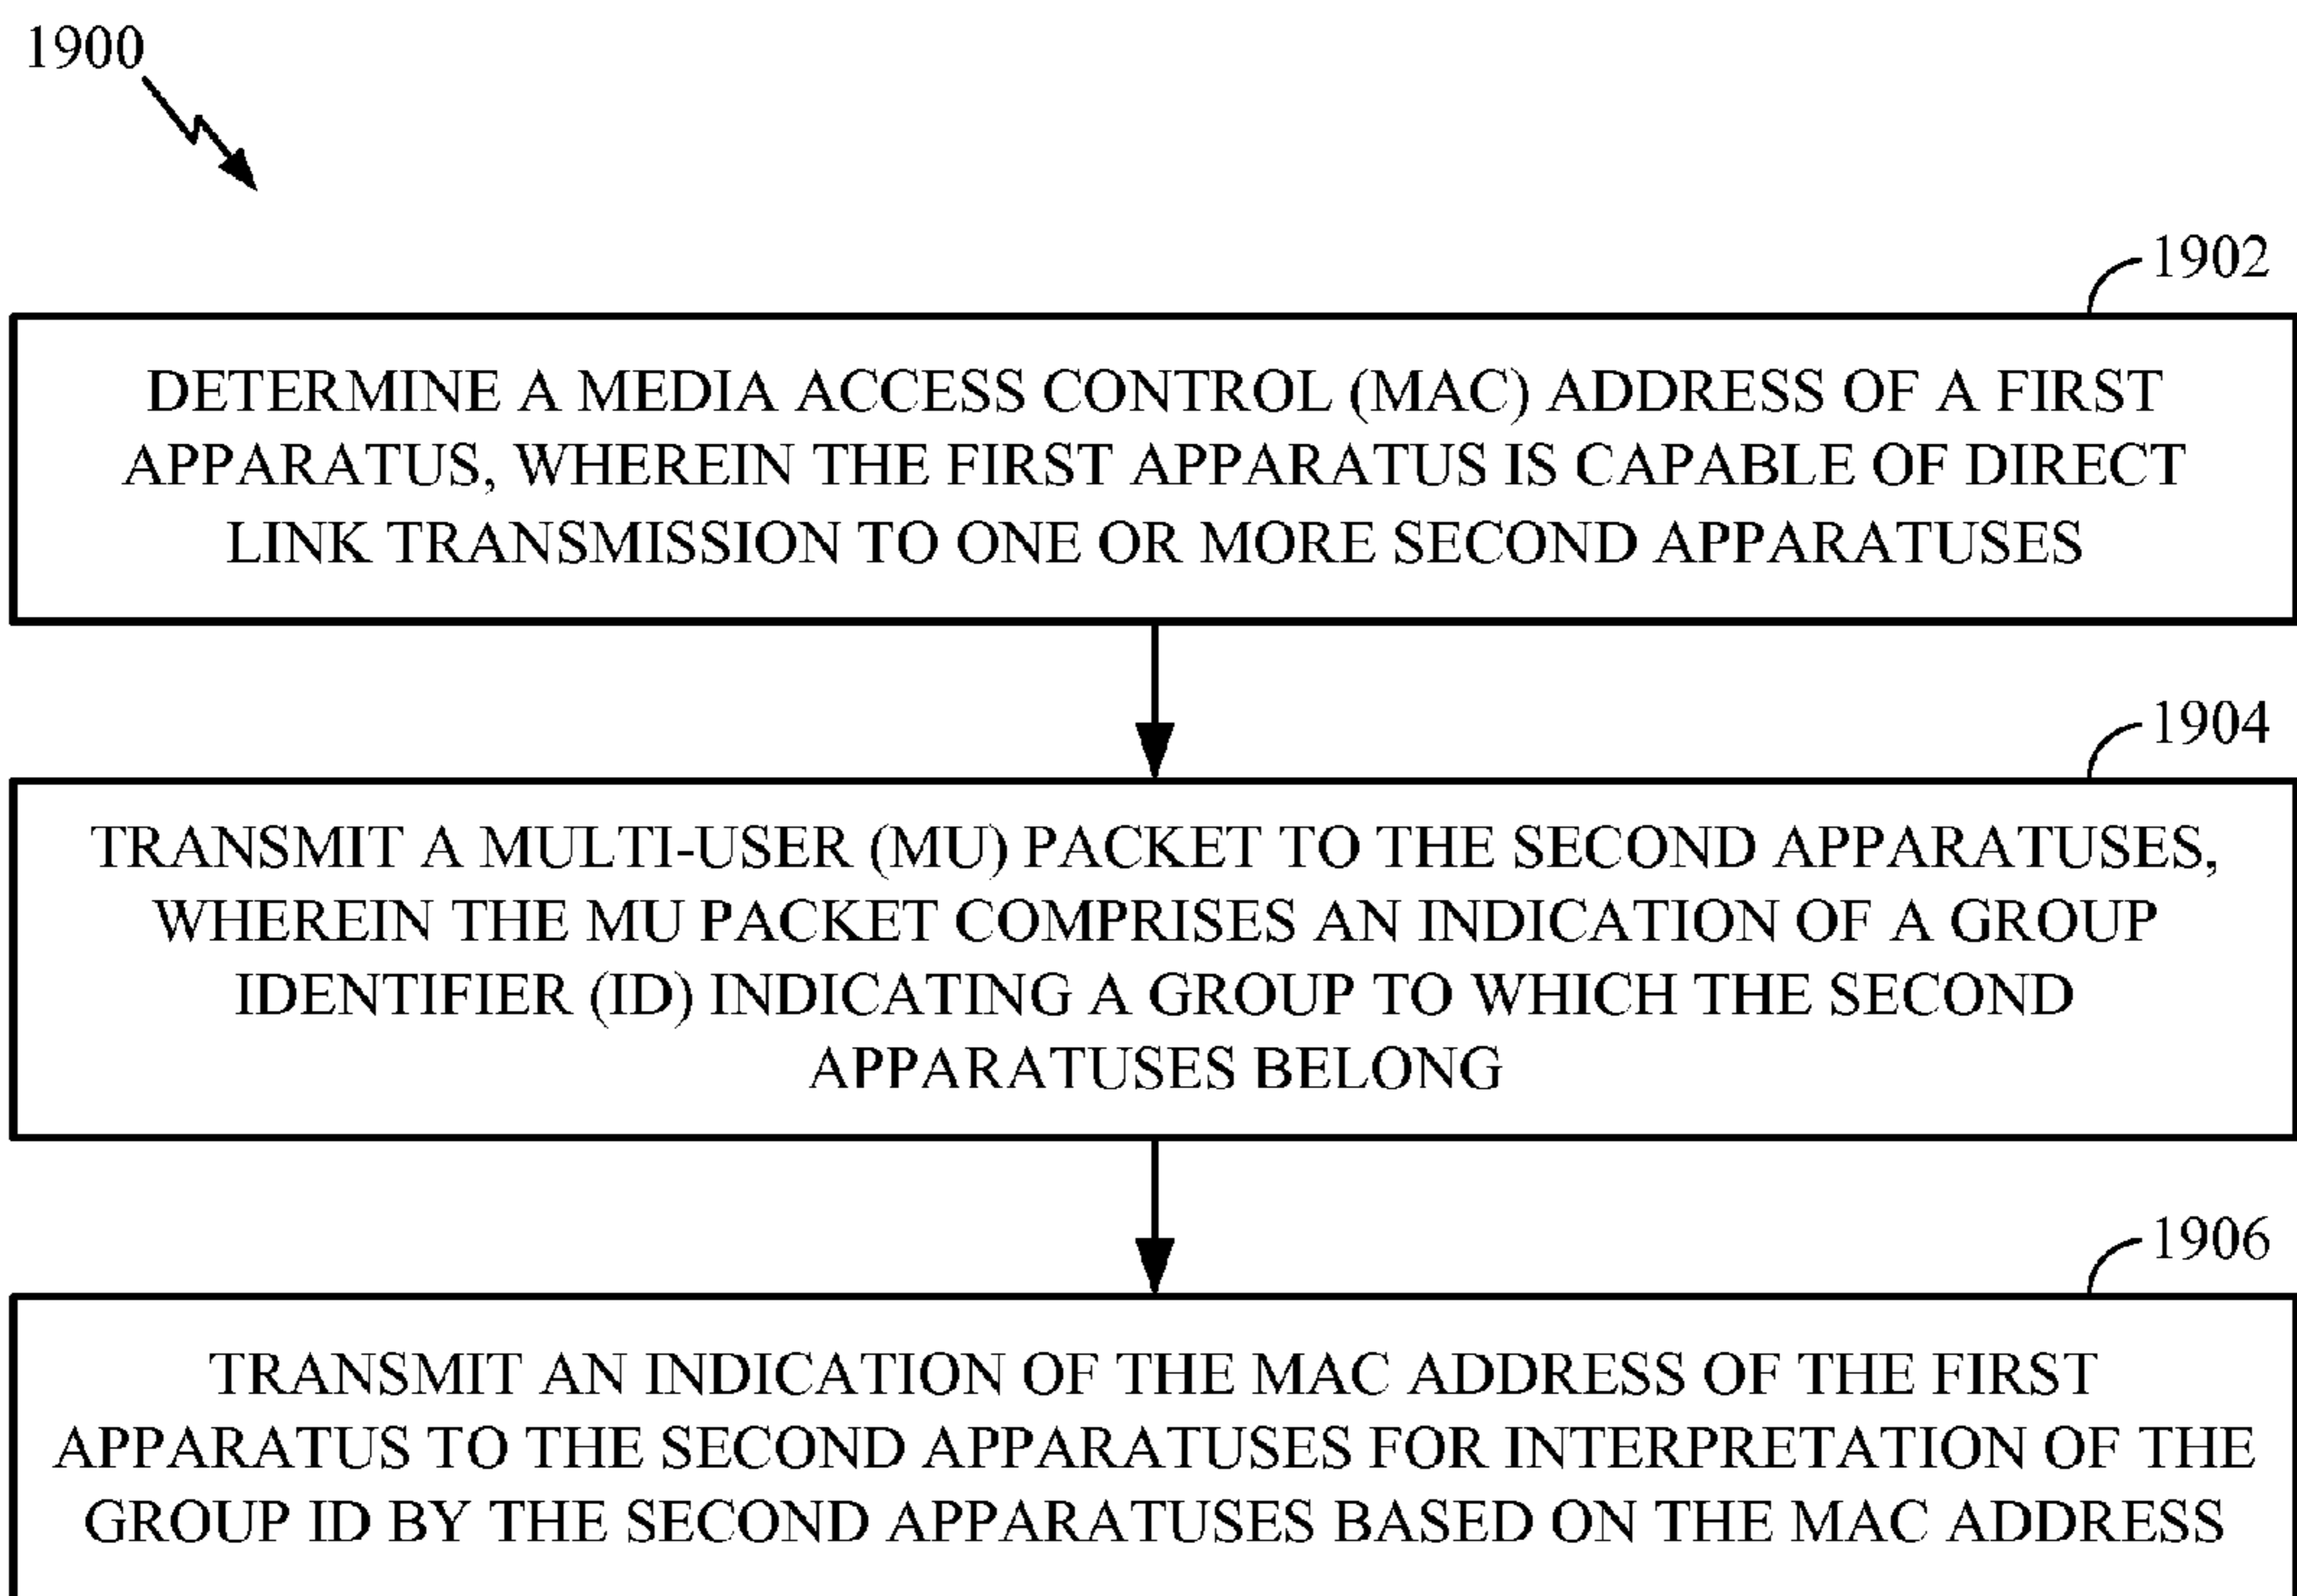 1900
1902
DETERMINE A MEDIA ACCESS CONTROL (MAC) ADDRESS OF A FIRST
APPARATUS, WHEREIN THE FIRST APPARATUS IS CAPABLE OF DIRECT
LINK TRANSMISSION TO ONE OR MORE SECOND APPARATUSES
1904
TRANSMIT A MULTI-USER (MU) PACKET TO THE SECOND APPARATUSES,
WHEREIN THE MU PACKET COMPRISES AN INDICATION OF A GROUP
IDENTIFIER (ID) INDICATING A GROUP TO WHICH THE SECOND
APPARATUSES BELONG
1906
TRANSMIT AN INDICATION OF THE MAC ADDRESS OF THE FIRST
APPARATUS TO THE SECOND APPARATUSES FOR INTERPRETATION OF THE
GROUP ID BY THE SECOND APPARATUSES BASED ON THE MAC ADDRESS